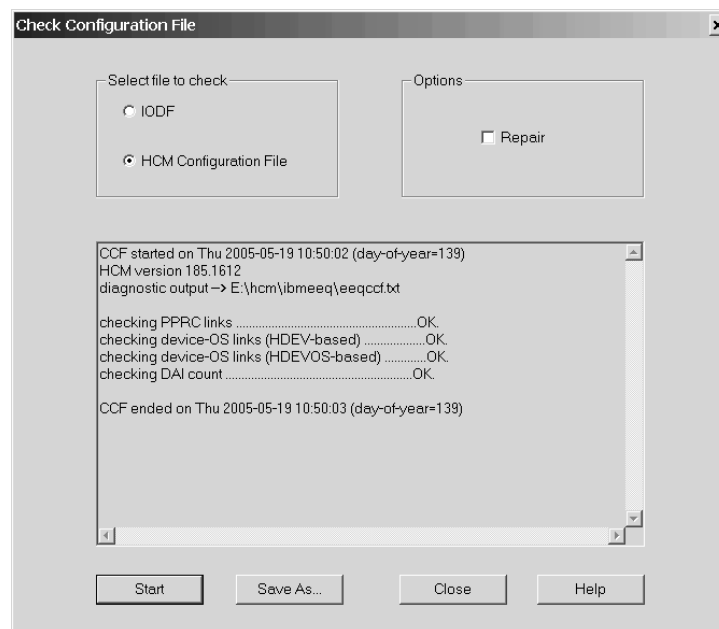 Check Configuration File
Select file to check
Options
IODF
HCM Configuration File
Repair
CCF started on Thu 2005-05-19 10:50:02 (day-of-year=139)
HCM version 185.1612
diagnostic output --> E:\hcm\ibmeeq\eeqccf.txt
checking PPRC links ......................................................OK.
checking device-OS links (HDEV-based) ..................OK.
checking device-OS links (HDEVOS-based) ............OK.
checking DAI count .......................................................OK.
CCF ended on Thu 2005-05-19 10:50:03 (day-of-year=139)
Start
Save As...
Close
Help